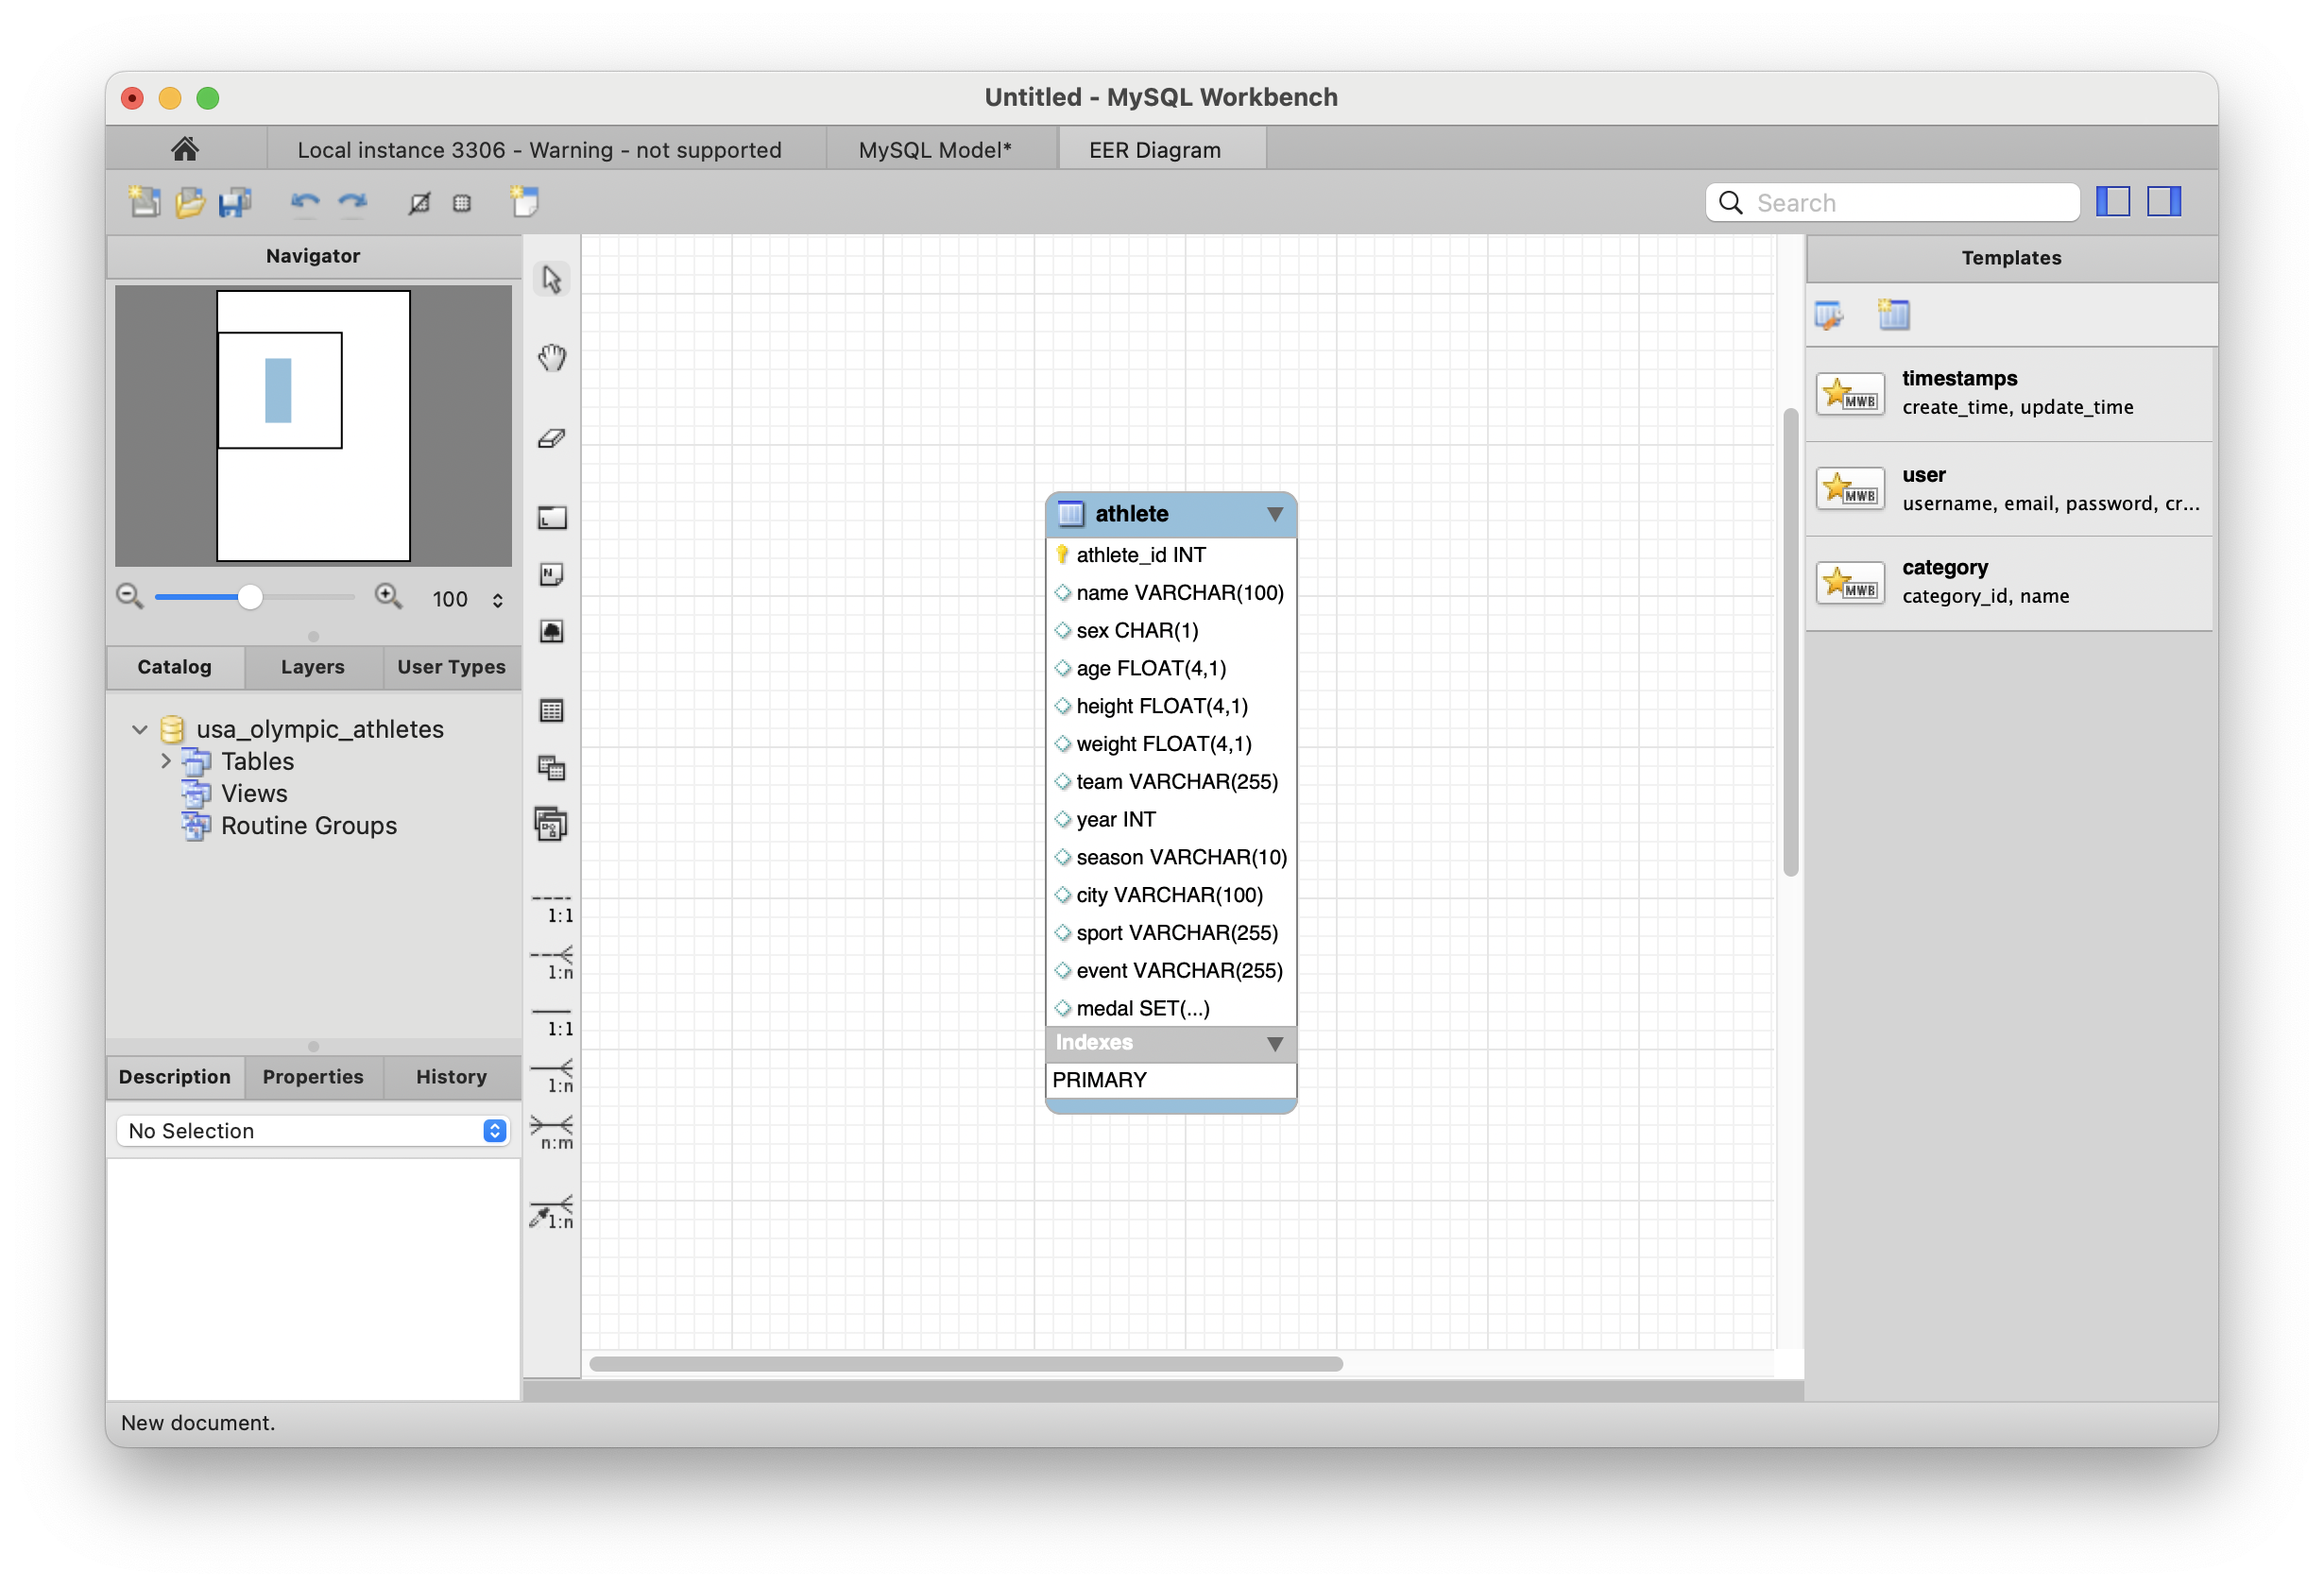 Untitled - MySQL Workbench
Local instance 3306 - Warning - not supported
MySQL Model*
EER Diagram
Search
Navigator
100
Catalog
Layers
User Types
usa_olympic_athletes
Tables
Views
Routine Groups
Description
Properties
History
No Selection
L
N
1:1
1:n
1:1
1:n
n:m
1:n
athlete
athlete_id INT
name VARCHAR(100)
sex CHAR(1)
age FLOAT(4,1)
height FLOAT(4,1)
weight FLOAT(4,1)
team VARCHAR(255)
year INT
season VARCHAR(10)
city VARCHAR(100)
sport VARCHAR(255)
event VARCHAR(255)
medal SET(...)
Indexes
PRIMARY
Templates
MWB
timestamps
create_time, update_time
MWB
user
username, email, password, cr...
MWB
category
category_id, name
New document.